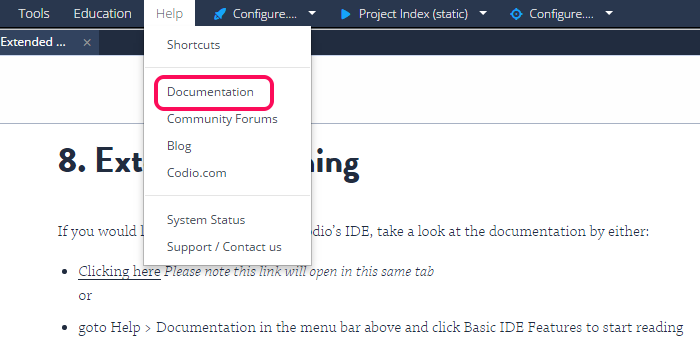 Tools Education Help Configure.... Project Index (static) Configure....
Extended ... ×
Shortcuts
Documentation
Community Forums
Blog
Codio.com
System Status
Support / Contact us
8. Ext ning
If you would l odio's IDE, take a look at the documentation by either:
Clicking here Please note this link will open in this same tab
or
goto Help > Documentation in the menu bar above and click Basic IDE Features to start reading